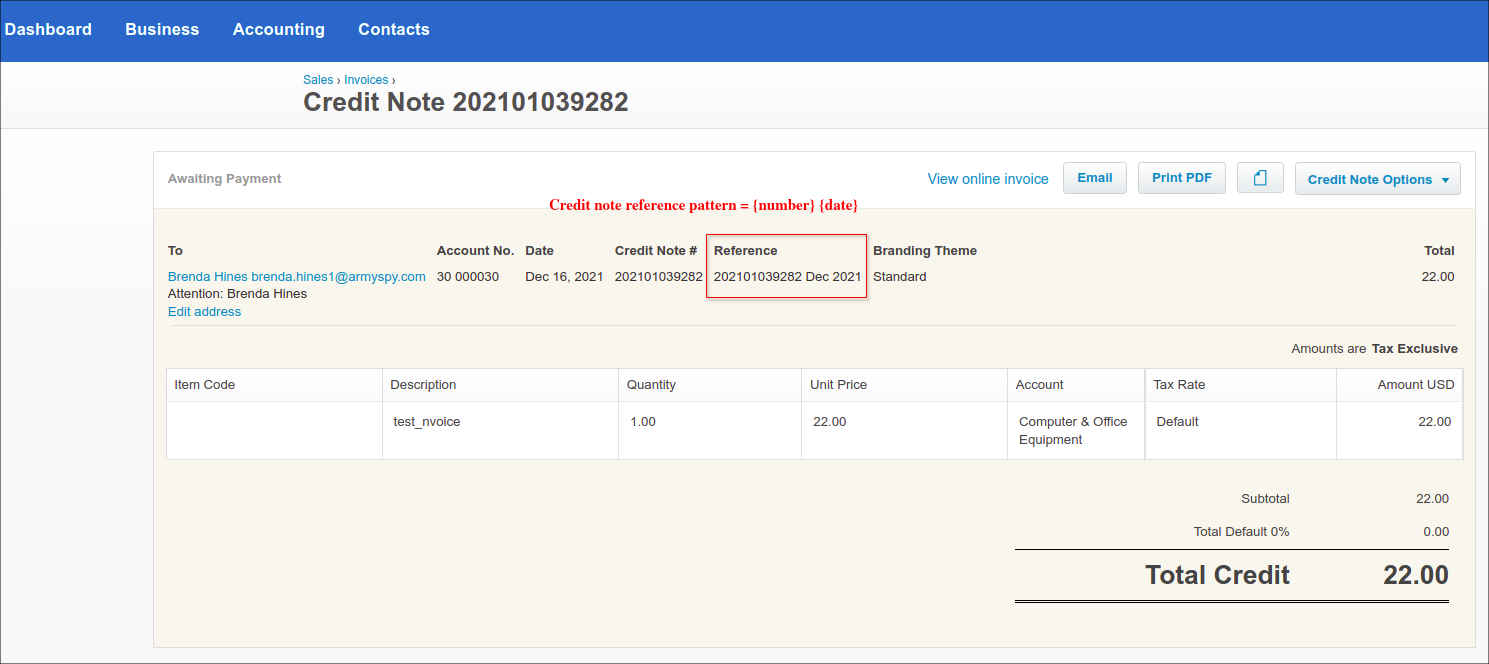 Dashboard Business Accounting Contacts
Sales › Invoices ›
Credit Note 202101039282
Awaiting Payment View online invoice Email Print PDF Credit Note Options
Credit note reference pattern = {number} {date}
To Account No. Date Credit Note # Reference Branding Theme Total
Brenda Hines brenda.hines1@armyspy.com 30 000030 Dec 16, 2021 202101039282 202101039282 Dec 2021 Standard 22.00
Attention: Brenda Hines
Edit address
Amounts are Tax Exclusive
Item Code Description Quantity Unit Price Account Tax Rate Amount USD
test_nvoice 1.00 22.00 Computer & Office Default 22.00
Equipment
Subtotal 22.00
Total Default 0% 0.00
Total Credit 22.00